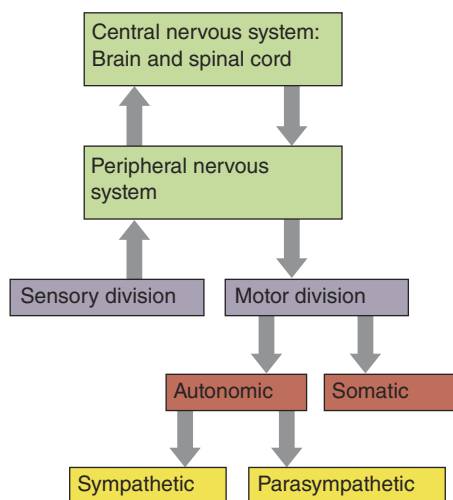 Central nervous system:
Brain and spinal cord
Peripheral nervous
system
Sensory division
Motor division
Autonomic
Somatic
Sympathetic
Parasympathetic